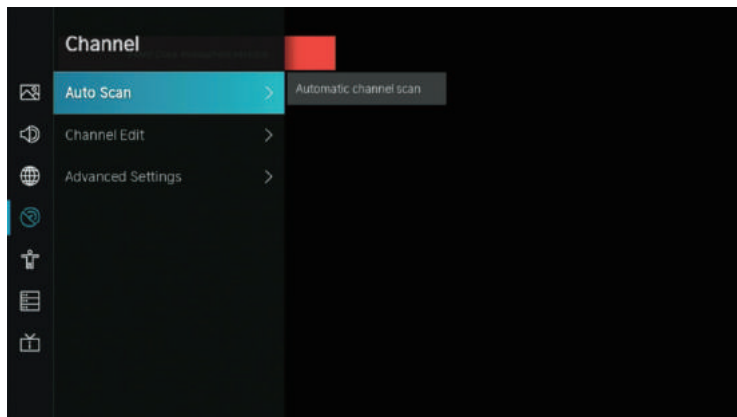 Channel
Auto Scan
Automatic channel scan
Channel Edit
Advanced Settings